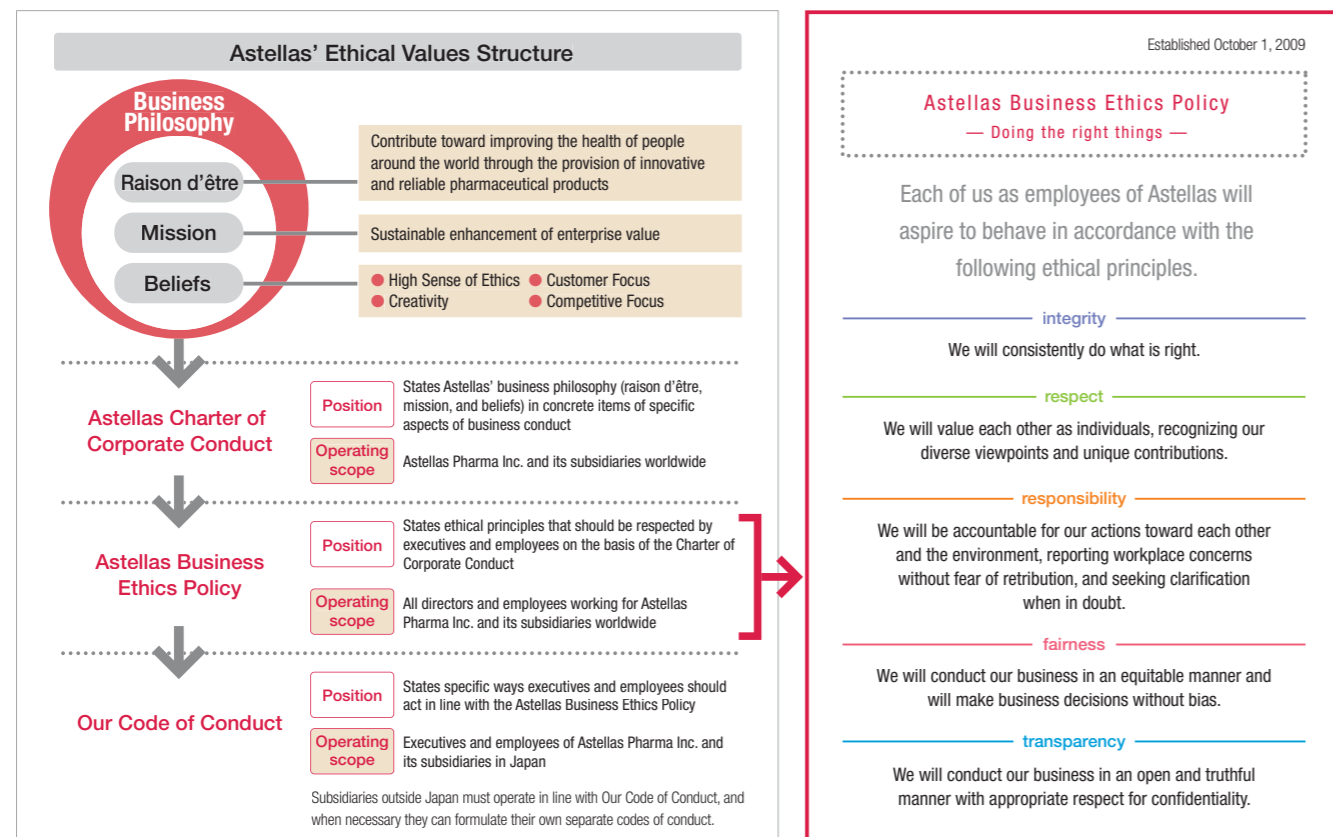 Astellas' Ethical Values Structure
Business
Philosophy
Raison d'être
Contribute toward improving the health of people
around the world through the provision of innovative
and reliable pharmaceutical products
Mission
Sustainable enhancement of enterprise value
Beliefs
High Sense of Ethics
Customer Focus
Creativity
Competitive Focus
Astellas Charter of
Corporate Conduct
Position
States Astellas' business philosophy (raison d'être,
mission, and beliefs) in concrete items of specific
aspects of business conduct
Operating
scope
Astellas Pharma Inc. and its subsidiaries worldwide
Astellas Business
Ethics Policy
Position
States ethical principles that should be respected by
executives and employees on the basis of the Charter of
Corporate Conduct
Operating
scope
All directors and employees working for Astellas
Pharma Inc. and its subsidiaries worldwide
Our Code of Conduct
Position
States specific ways executives and employees should
act in line with the Astellas Business Ethics Policy
Operating
scope
Executives and employees of Astellas Pharma Inc. and
its subsidiaries in Japan
Subsidiaries outside Japan must operate in line with Our Code of Conduct, and
when necessary they can formulate their own separate codes of conduct.
Established October 1, 2009
Astellas Business Ethics Policy
— Doing the right things —
Each of us as employees of Astellas will
aspire to behave in accordance with the
following ethical principles.
integrity
We will consistently do what is right.
respect
We will value each other as individuals, recognizing our
diverse viewpoints and unique contributions.
responsibility
We will be accountable for our actions toward each other
and the environment, reporting workplace concerns
without fear of retribution, and seeking clarification
when in doubt.
fairness
We will conduct our business in an equitable manner and
will make business decisions without bias.
transparency
We will conduct our business in an open and truthful
manner with appropriate respect for confidentiality.